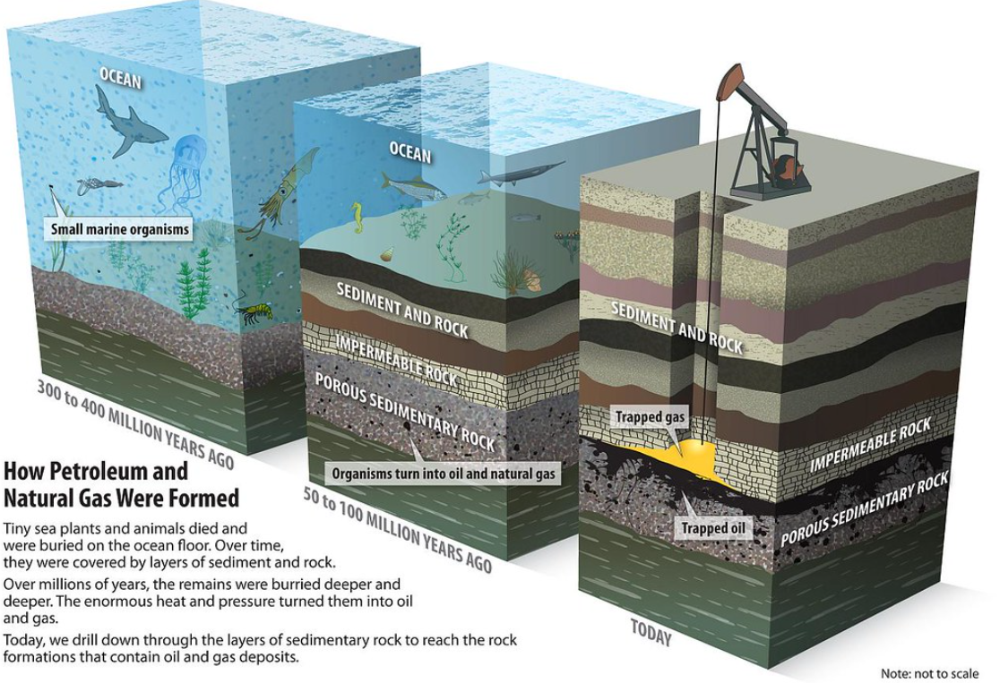 OCEAN
Small marine organisms
300 to 400 MILLION YEARS AGO
OCEAN
SEDIMENT AND ROCK
IMPERMEABLE ROCK
POROUS SEDIMENTARY ROCK
Organisms turn into oil and natural gas
50 to 100 MILLION YEARS AGO
SEDIMENT AND ROCK
Trapped gas
IMPERMEABLE ROCK
POROUS SEDIMENTARY ROCK
Trapped oil
TODAY
How Petroleum and
Natural Gas Were Formed
Tiny sea plants and animals died and
were buried on the ocean floor. Over time,
they were covered by layers of sediment and rock.
Over millions of years, the remains were burried deeper and
deeper. The enormous heat and pressure turned them into oil
and gas.
Today, we drill down through the layers of sedimentary rock to reach the rock
formations that contain oil and gas deposits.
Note: not to scale